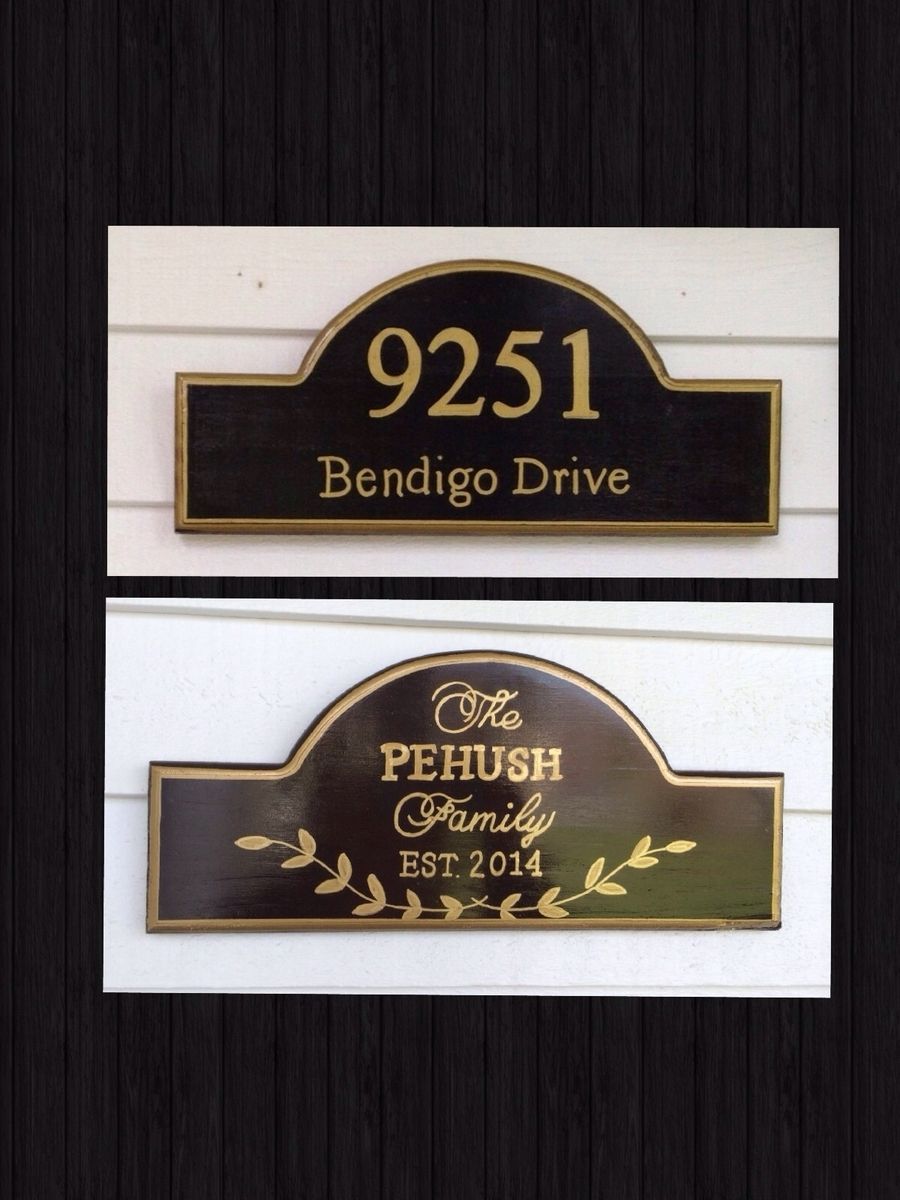 9251
Bendigo Drive
The
PEHUSH
Family
EST. 2014